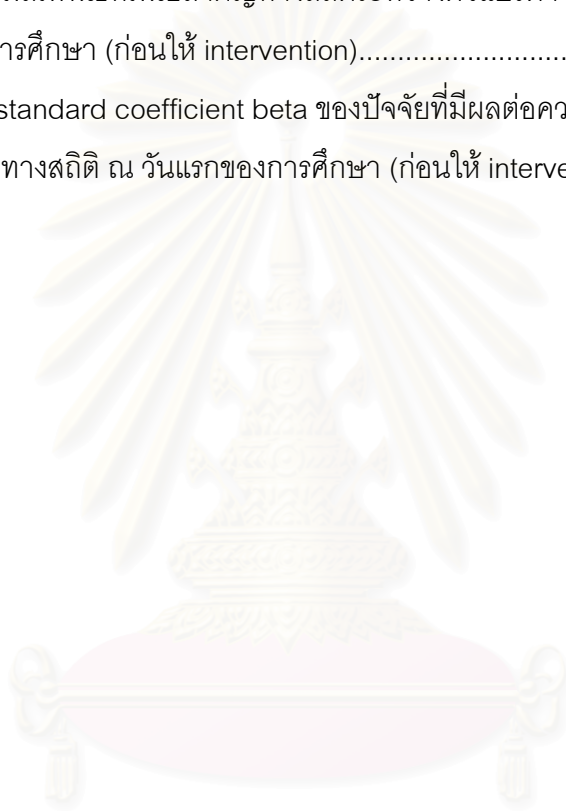 ารศึกษา (ก่อนให้ intervention)..........................
standard coefficient beta ของปัจจัยที่มีผลต่อคว
ทางสถิติ ณ วันแรกของการศึกษา (ก่อนให้ interve